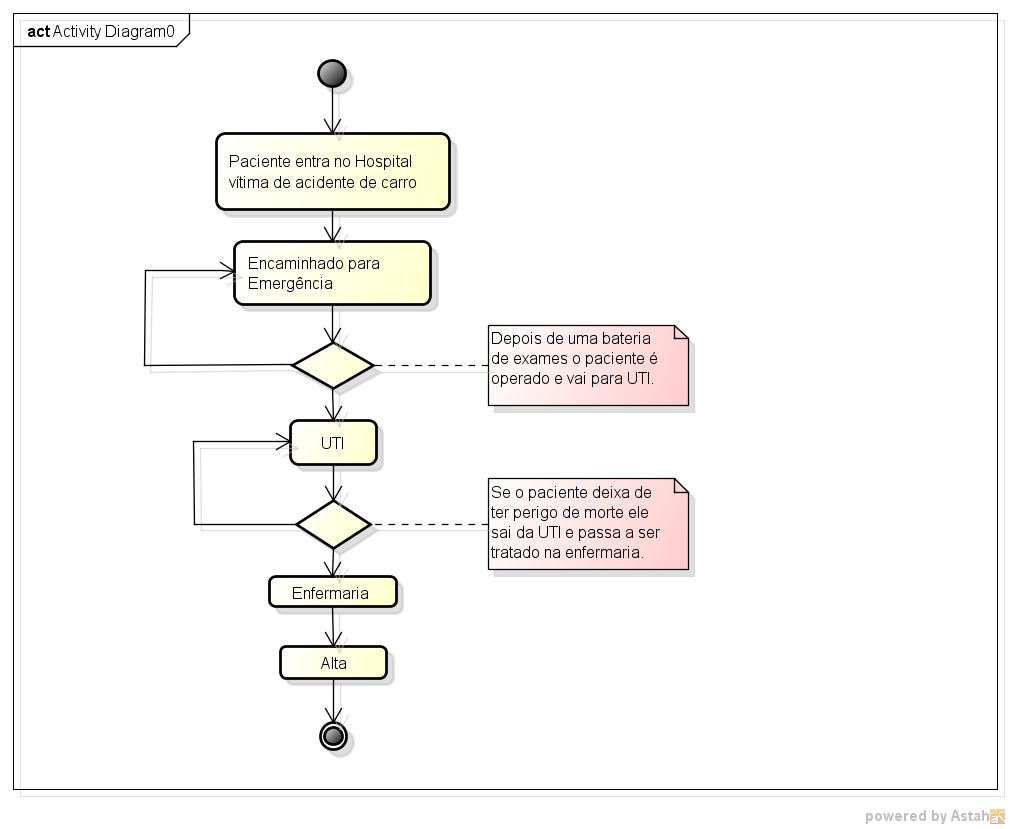 act Activity Diagram0
Paciente entra no Hospital
vítima de acidente de carro
Encaminhado para
Emergência
Depois de uma bateria
de exames o paciente é
operado e vai para UTI.
UTI
Se o paciente deixa de
ter perigo de morte ele
sai da UTI e passa a ser
tratado na enfermaria.
Enfermaria
Alta
powered by Astah